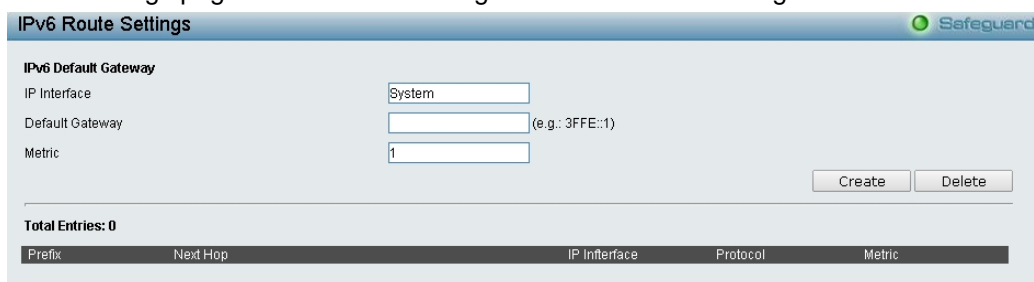 IPv6 Route Settings Safeguard
IPv6 Default Gateway
IP Interface System
Default Gateway (e.g.: 3FFE::1)
Metric 1
Create Delete
Total Entries: 0
Prefix Next Hop IP Infterface Protocol Metric